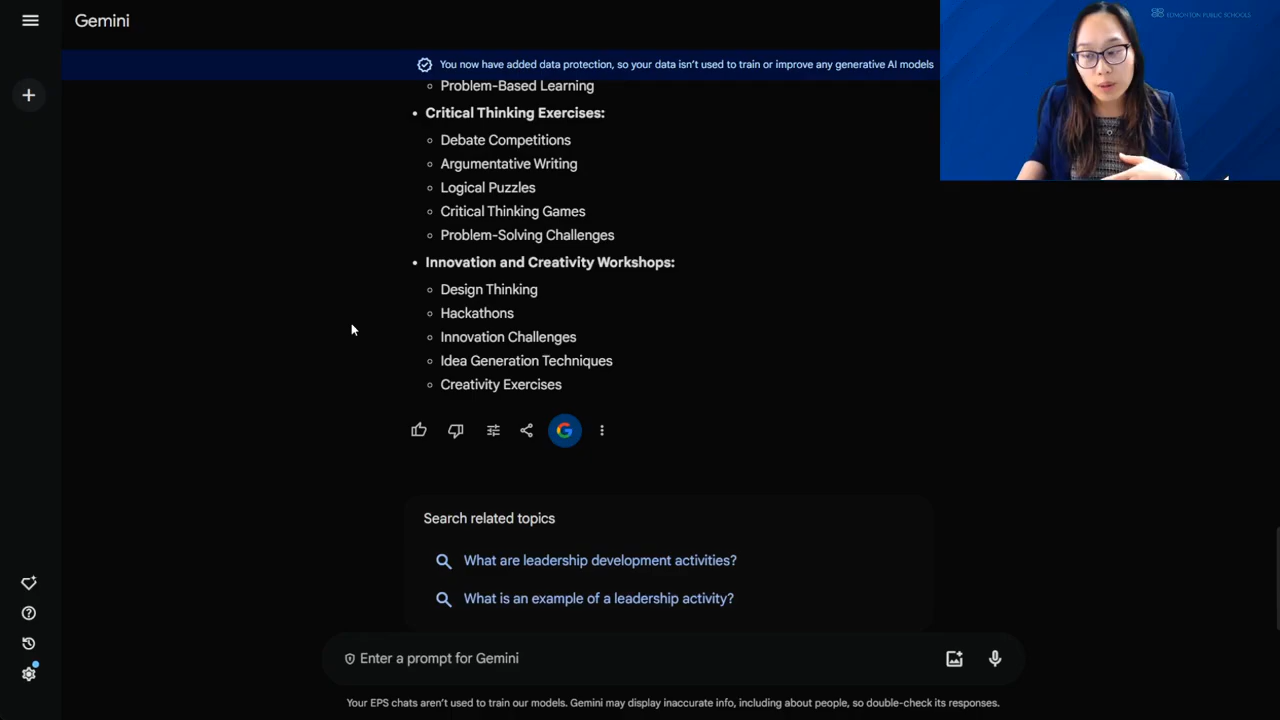 Gemini
EDMONTON PUBLIC SCHOOLS
You now have added data protection, so your data isn't used to train or improve any generative AI models
Problem-Based Learning
Critical Thinking Exercises:
Debate Competitions
Argumentative Writing
Logical Puzzles
Critical Thinking Games
Problem-Solving Challenges
Innovation and Creativity Workshops:
Design Thinking
Hackathons
Innovation Challenges
Idea Generation Techniques
Creativity Exercises
Search related topics
What are leadership development activities?
What is an example of a leadership activity?
Enter a prompt for Gemini
Your EPS chats aren't used to train our models. Gemini may display inaccurate info, including about people, so double-check its responses.